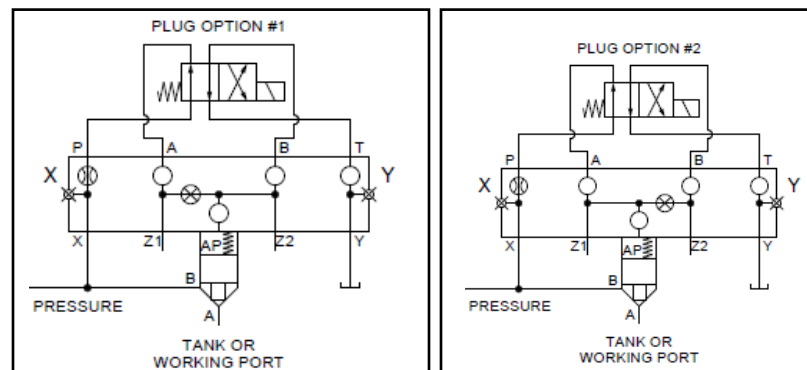 PLUG OPTION #1
P A B T
X Y
X Z1 AP Z2 Y
B
PRESSURE
A
TANK OR
WORKING PORT
PLUG OPTION #2
P A B T
X Y
X Z1 AP Z2 Y
B
PRESSURE
A
TANK OR
WORKING PORT